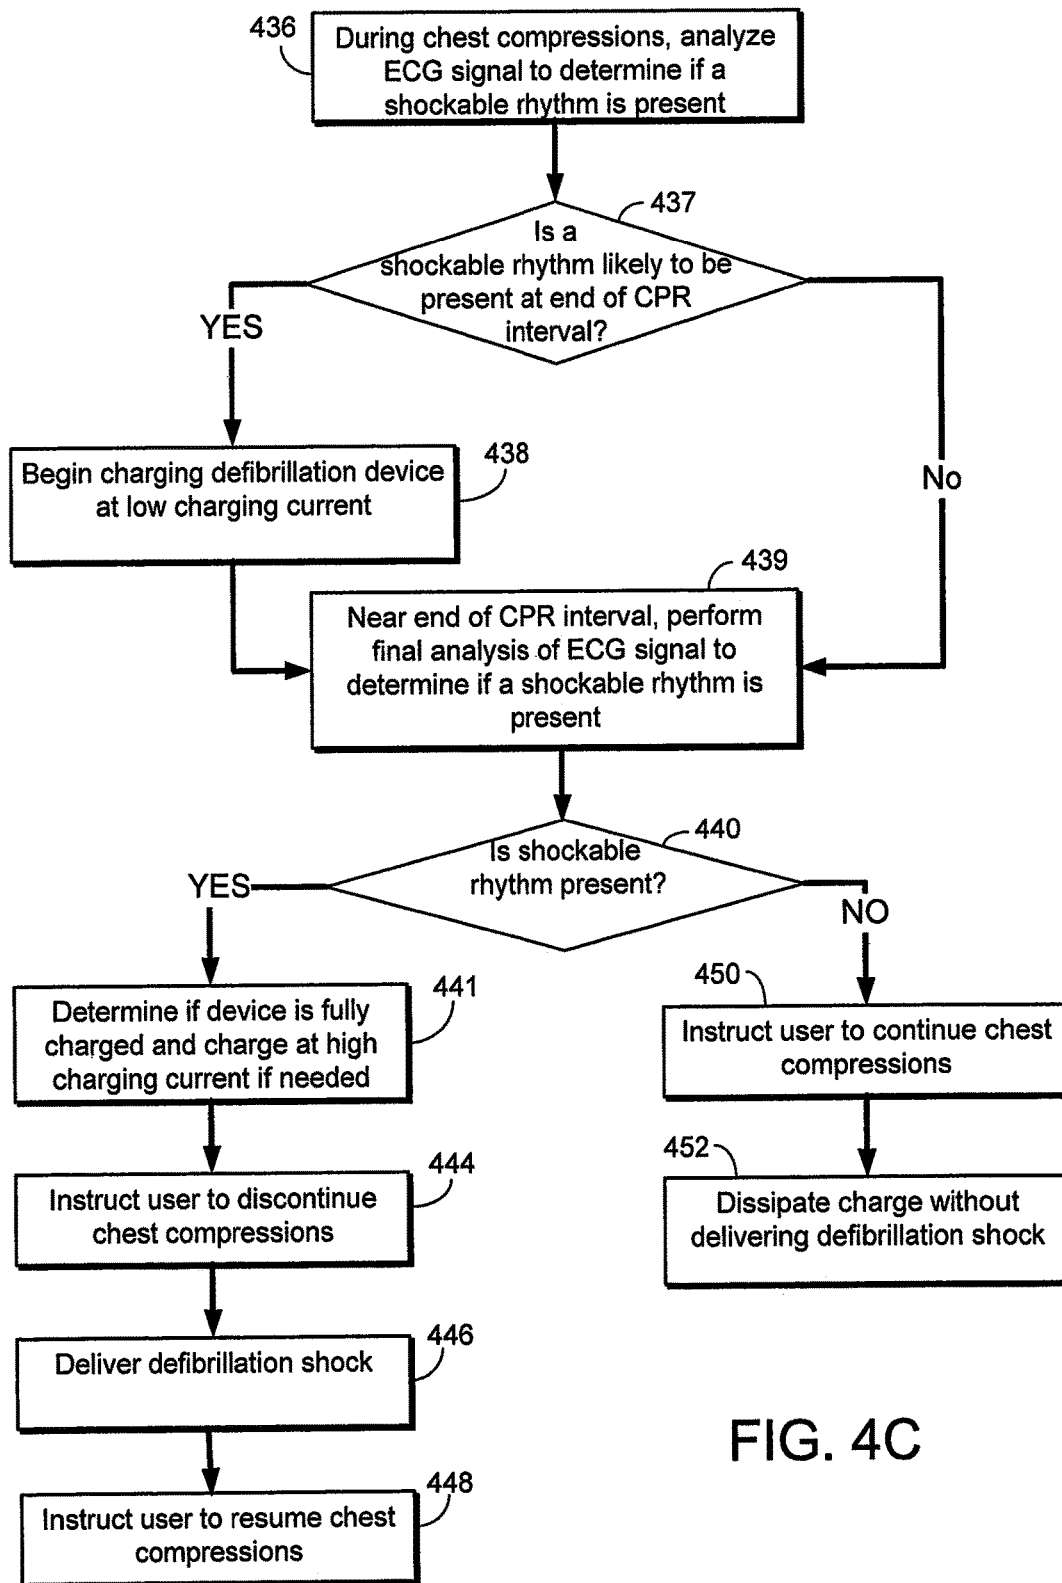 436
During chest compressions, analyze
ECG signal to determine if a
shockable rhythm is present
437
Is a
shockable rhythm likely to be
present at end of CPR
interval?
YES
No
438
Begin charging defibrillation device
at low charging current
439
Near end of CPR interval, perform
final analysis of ECG signal to
determine if a shockable rhythm is
present
440
Is shockable
rhythm present?
YES
NO
441
Determine if device is fully
charged and charge at high
charging current if needed
450
Instruct user to continue chest
compressions
444
Instruct user to discontinue
chest compressions
452
Dissipate charge without
delivering defibrillation shock
446
Deliver defibrillation shock
448
Instruct user to resume chest
compressions
FIG. 4C